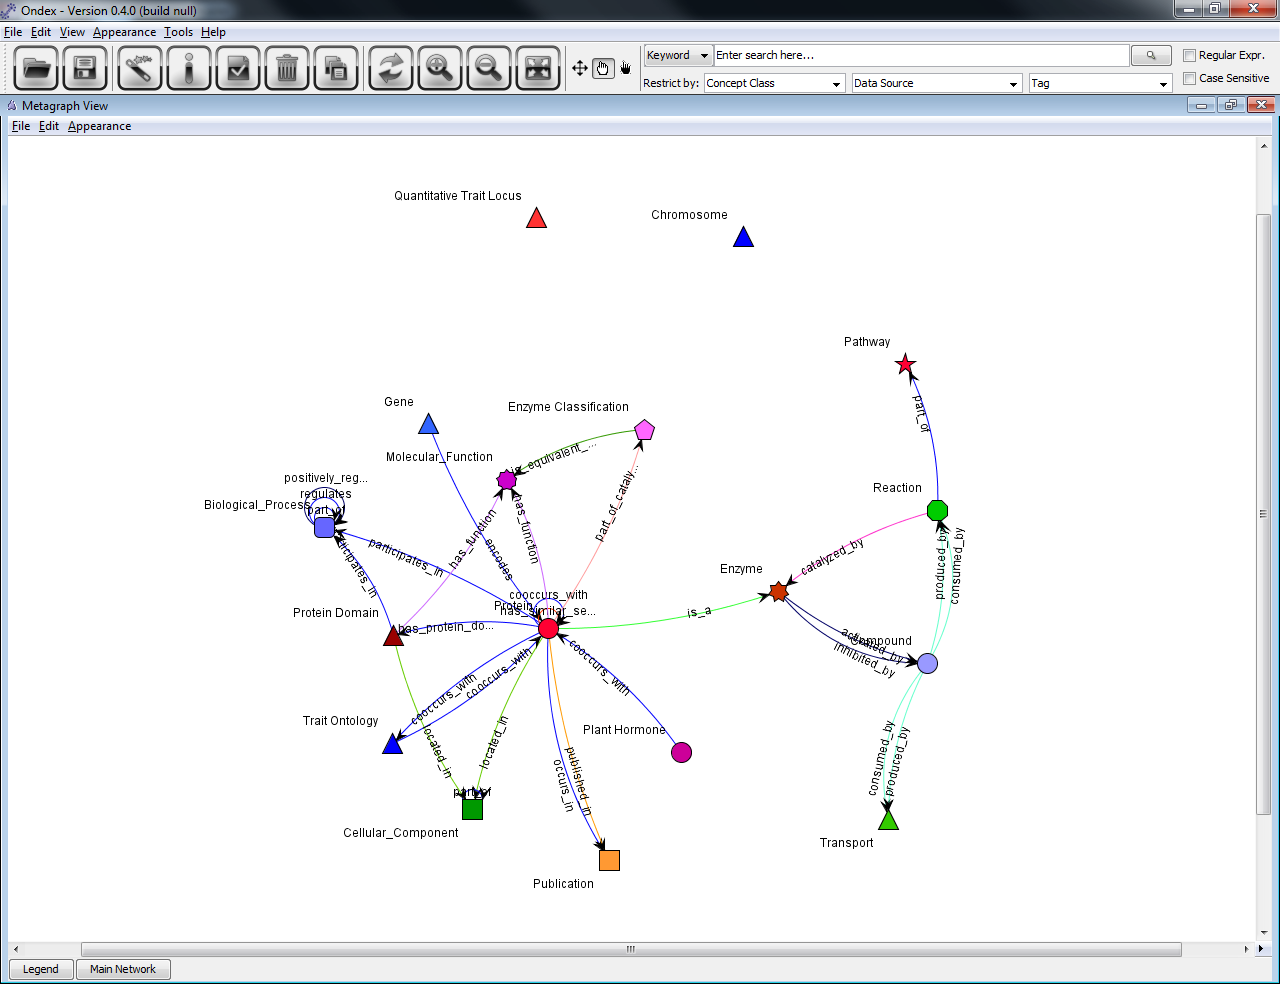 Ondex - Version 0.4.0 (build null)
File Edit View Appearance Tools Help
Keyword Enter search here... Regular Expr.
Restrict by: Concept Class Data Source Tag Case Sensitive
Metagraph View
File Edit Appearance
Quantitative Trait Locus
Chromosome
Pathway
part_of
Gene
Enzyme Classification
Molecular_Function
is_equivalent_...
part_of_cataly...
positively_reg...
regulates
Biological_Process
part_of
Reaction
has_function
has_function
encodes
participates_in
produced_by
consumed_by
catalyzed_by
Enzyme
cooccurs_with
Protein
has_similar_se...
is_a
Protein Domain
has_protein_do...
Compound
inhibited_by
cooccurs_with
cooccurs_with
cooccurs_with
Trait Ontology
Plant Hormone
located_in
published_in
occurs_in
consumed_by
produced_by
part_of
Cellular_Component
Transport
Publication
Legend Main Network